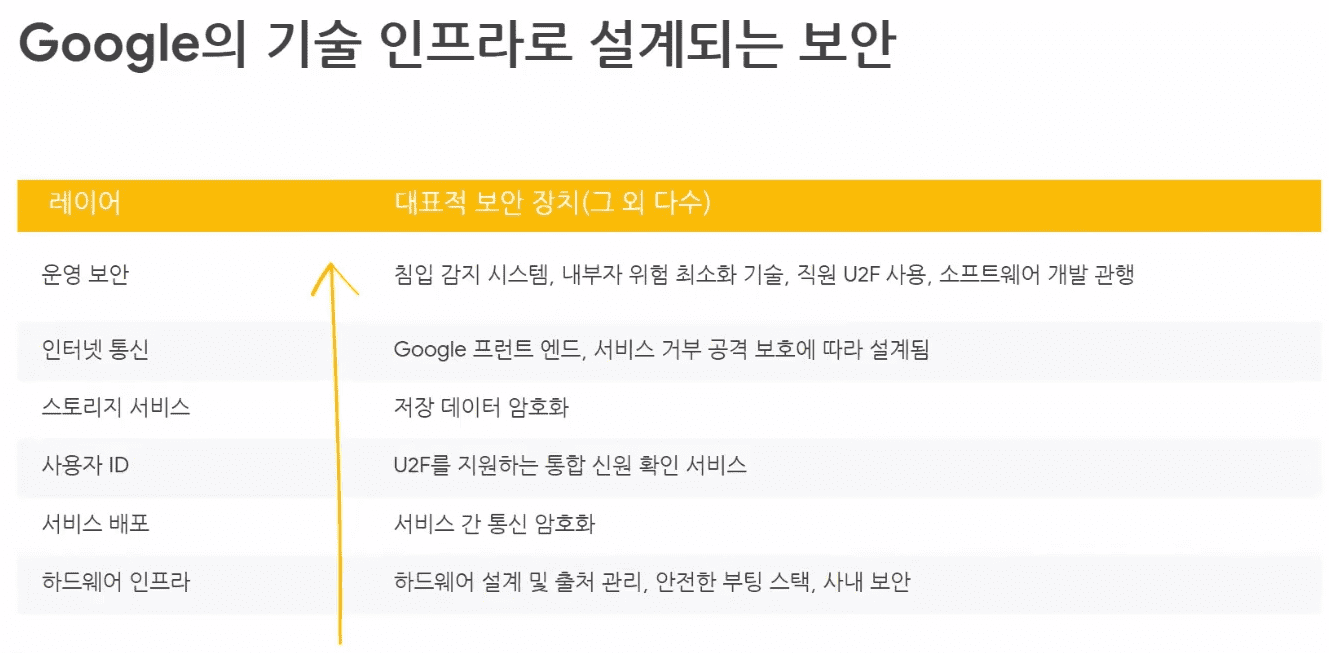 Google의 기술 인프라로 설계되는 보안
레이어 대표적 보안 장치(그 외 다수)
운영 보안 침입 감지 시스템, 내부자 위험 최소화 기술, 직원 U2F 사용, 소프트웨어 개발 관행
인터넷 통신 Google 프런트 엔드, 서비스 거부 공격 보호에 따라 설계됨
스토리지 서비스 저장 데이터 암호화
사용자 ID U2F를 지원하는 통합 신원 확인 서비스
서비스 배포 서비스 간 통신 암호화
하드웨어 인프라 하드웨어 설계 및 출처 관리, 안전한 부팅 스택, 사내 보안